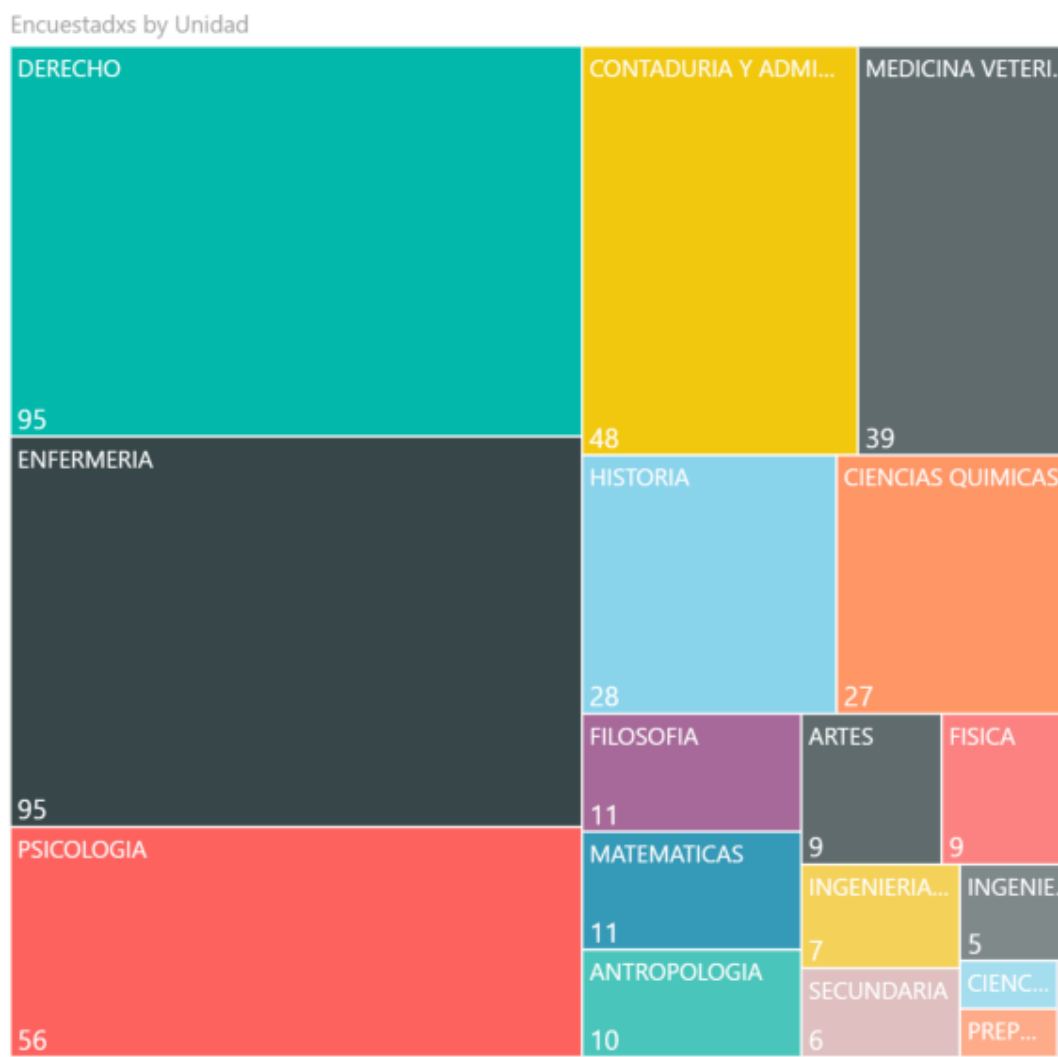 Encuestadxs by Unidad
DERECHO
95
ENFERMERIA
95
PSICOLOGIA
56
CONTADURIA Y ADMI...
48
MEDICINA VETERI..
39
HISTORIA
28
CIENCIAS QUIMICAS
27
FILOSOFIA
11
MATEMATICAS
11
ANTROPOLOGIA
10
ARTES
9
FISICA
9
INGENIERIA...
7
SECUNDARIA
6
INGENIE..
5
CIENC...
PREP...